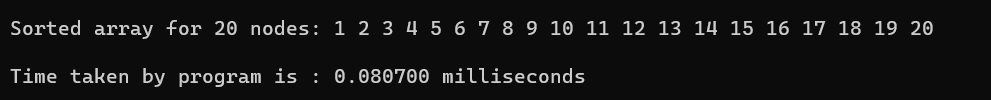 Sorted array for 20 nodes: 1 2 3 4 5 6 7 8 9 10 11 12 13 14 15 16 17 18 19 20
Time taken by program is : 0.080700 milliseconds